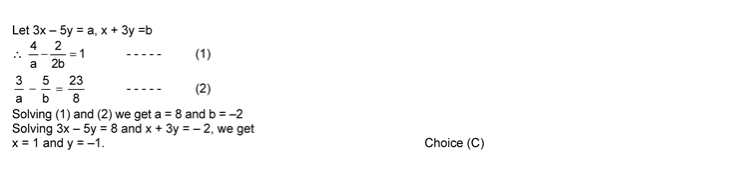 Let 3x – 5y = a, x + 3y =b
∴ 4/a – 2/2b = 1 ----- (1)
3/a – 5/b = 23/8 ----- (2)
Solving (1) and (2) we get a = 8 and b = –2
Solving 3x – 5y = 8 and x + 3y = – 2, we get
x = 1 and y = –1. Choice (C)